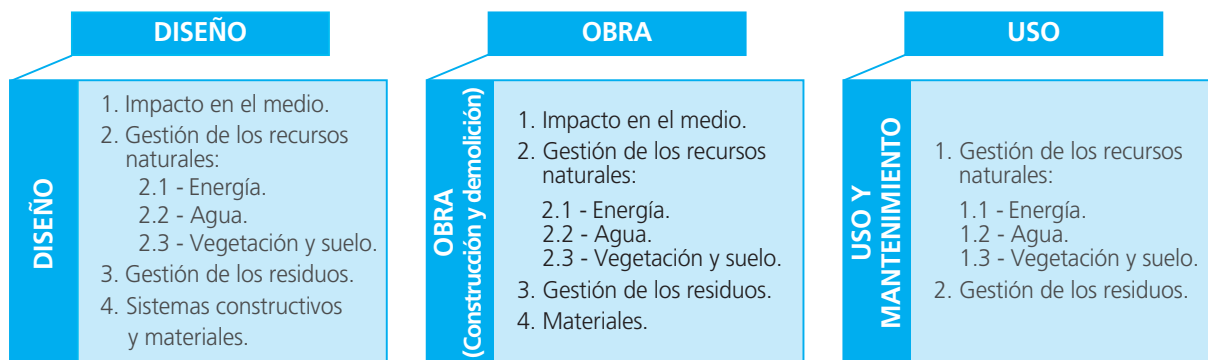 DISEÑO
DISEÑO
1. Impacto en el medio.
2. Gestión de los recursos
naturales:
2.1 - Energía.
2.2 - Agua.
2.3 - Vegetación y suelo.
3. Gestión de los residuos.
4. Sistemas constructivos
y materiales.
OBRA
OBRA
(Construcción y demolición)
1. Impacto en el medio.
2. Gestión de los recursos
naturales:
2.1 - Energía.
2.2 - Agua.
2.3 - Vegetación y suelo.
3. Gestión de los residuos.
4. Materiales.
USO
USO Y
MANTENIMIENTO
1. Gestión de los recursos
naturales:
1.1 - Energía.
1.2 - Agua.
1.3 - Vegetación y suelo.
2. Gestión de los residuos.